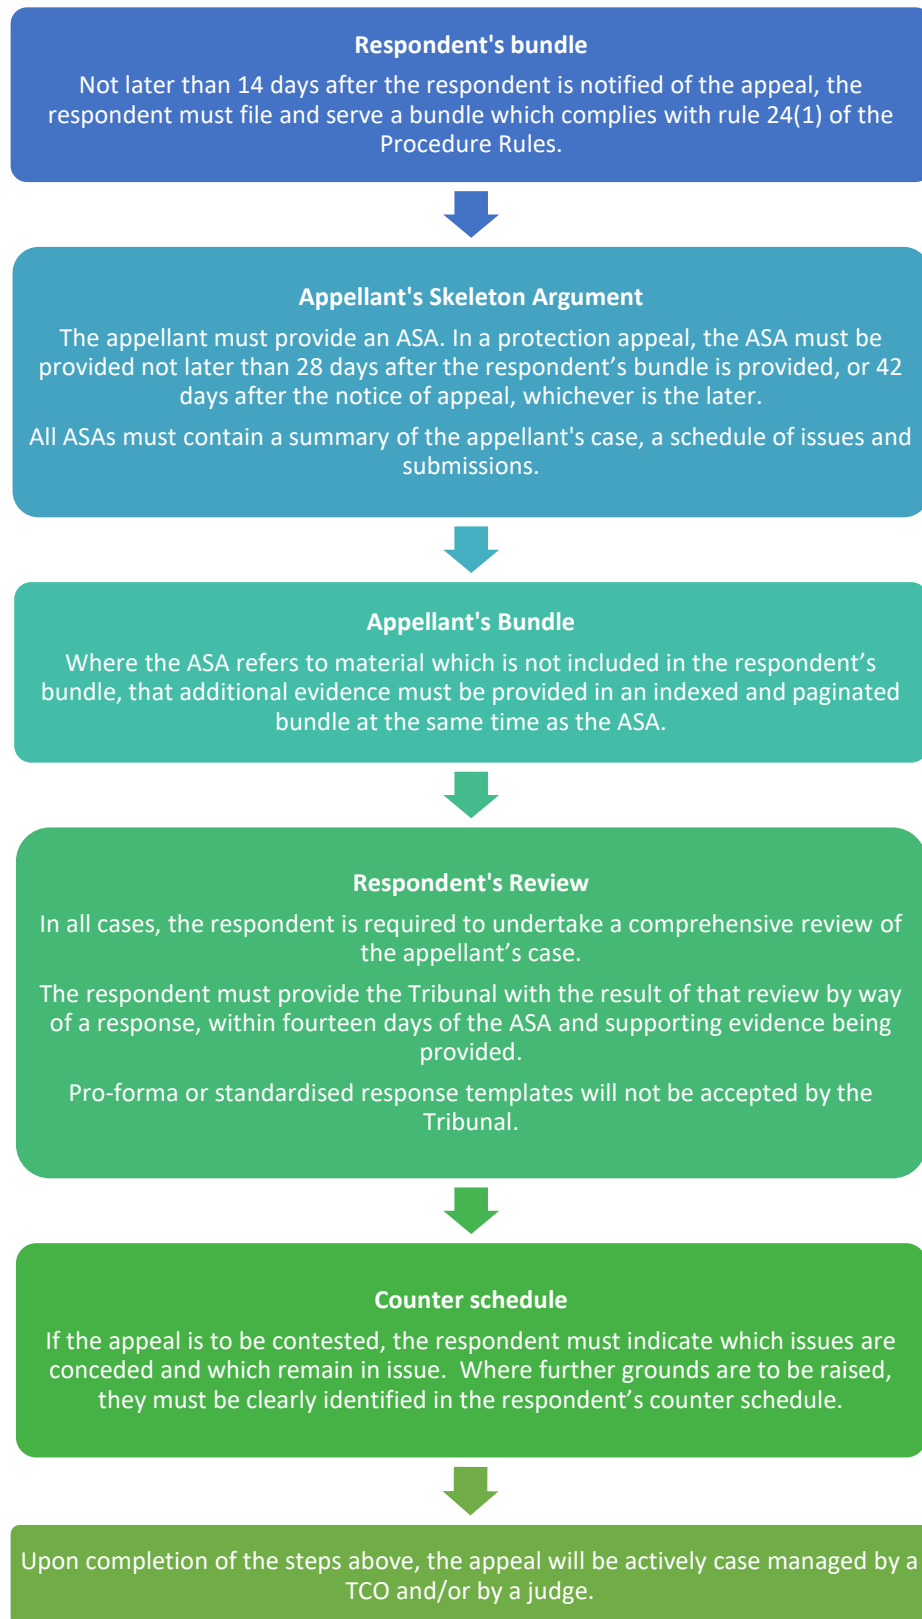 Respondent's bundle
Not later than 14 days after the respondent is notified of the appeal, the
respondent must file and serve a bundle which complies with rule 24(1) of the
Procedure Rules.
Appellant's Skeleton Argument
The appellant must provide an ASA. In a protection appeal, the ASA must be
provided not later than 28 days after the respondent’s bundle is provided, or 42
days after the notice of appeal, whichever is the later.
All ASAs must contain a summary of the appellant's case, a schedule of issues and
submissions.
Appellant's Bundle
Where the ASA refers to material which is not included in the respondent’s
bundle, that additional evidence must be provided in an indexed and paginated
bundle at the same time as the ASA.
Respondent's Review
In all cases, the respondent is required to undertake a comprehensive review of
the appellant’s case.
The respondent must provide the Tribunal with the result of that review by way
of a response, within fourteen days of the ASA and supporting evidence being
provided.
Pro-forma or standardised response templates will not be accepted by the
Tribunal.
Counter schedule
If the appeal is to be contested, the respondent must indicate which issues are
conceded and which remain in issue.  Where further grounds are to be raised,
they must be clearly identified in the respondent’s counter schedule.
Upon completion of the steps above, the appeal will be actively case managed by a
TCO and/or by a judge.